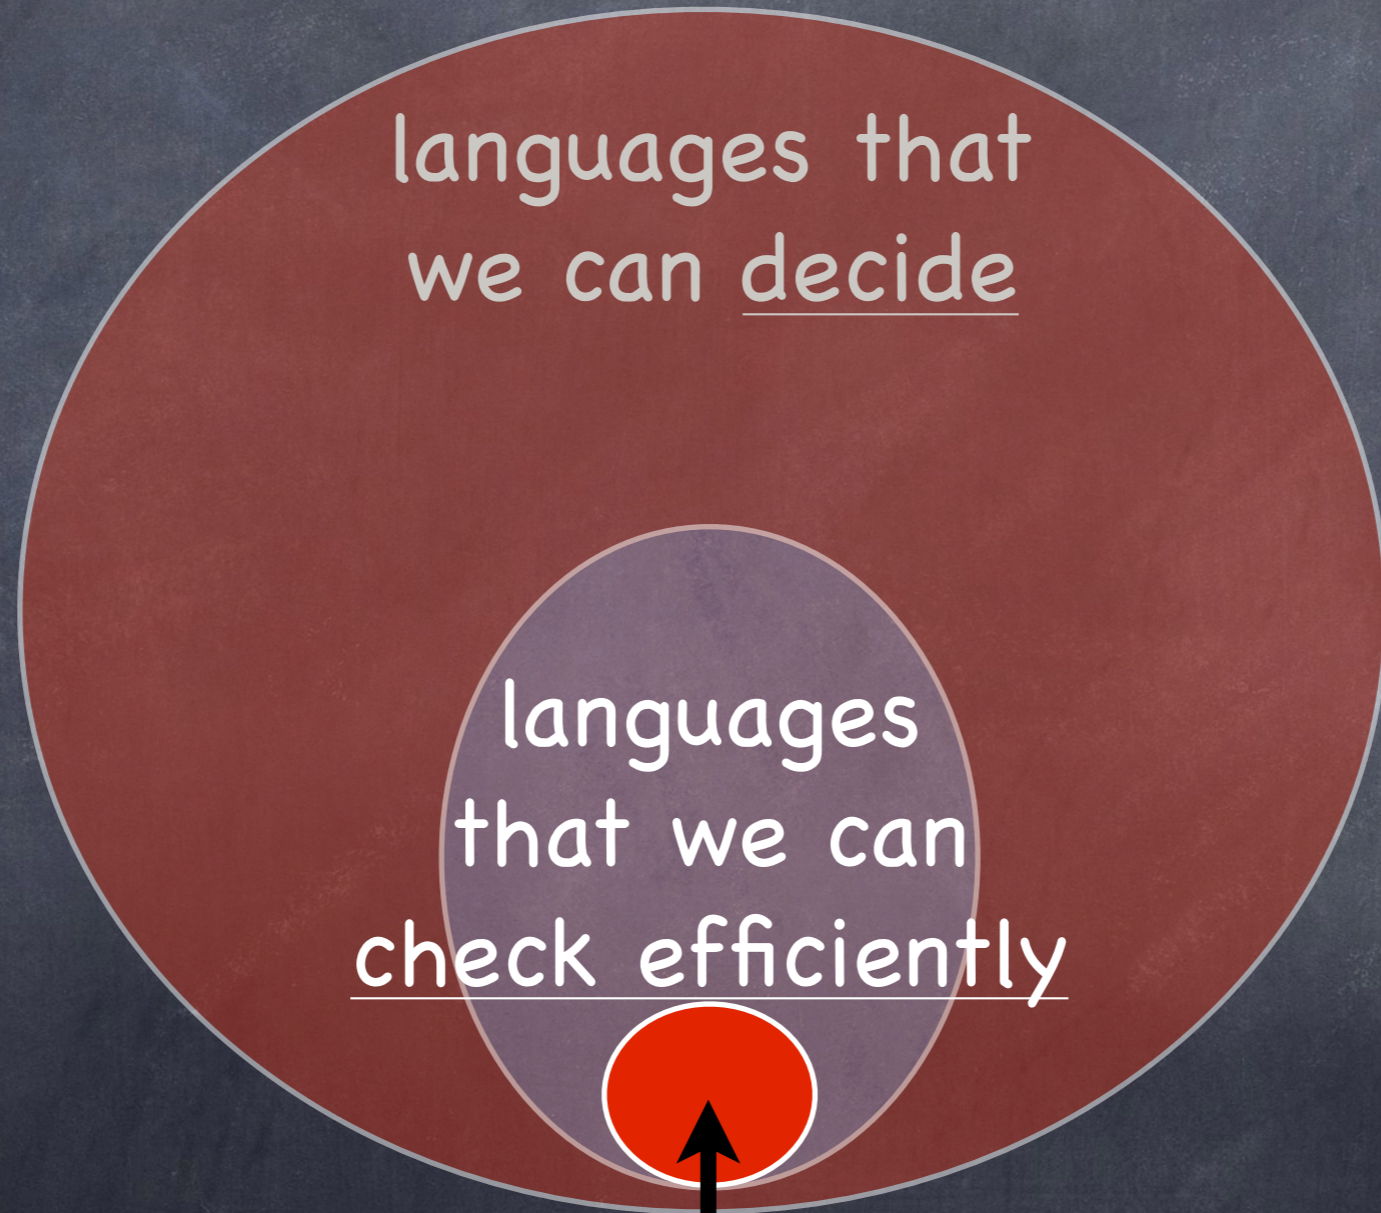 languages that
we can decide
languages
that we can
check efficiently